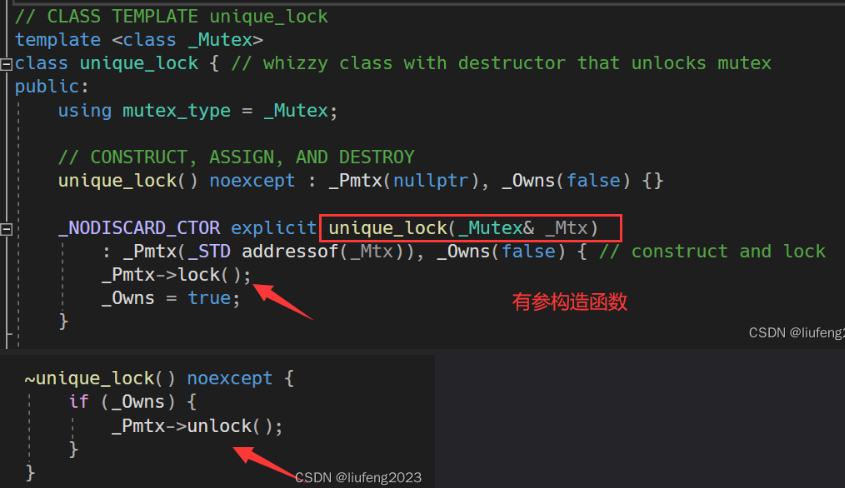 // CLASS TEMPLATE unique_lock
template <class _Mutex>
class unique_lock { // whizzy class with destructor that unlocks mutex
public:
using mutex_type = _Mutex;
// CONSTRUCT, ASSIGN, AND DESTROY
unique_lock() noexcept : _Pmtx(nullptr), _Owns(false) {}
_NODISCARD_CTOR explicit unique_lock(_Mutex& _Mtx)
: _Pmtx(_STD addressof(_Mtx)), _Owns(false) { // construct and lock
_Pmtx->lock();
_Owns = true;
有参构造函数
}
CSDN @liufeng2
~unique_lock() noexcept {
if (_Owns) {
_Pmtx->unlock();
}
}
CSDN @liufeng2023